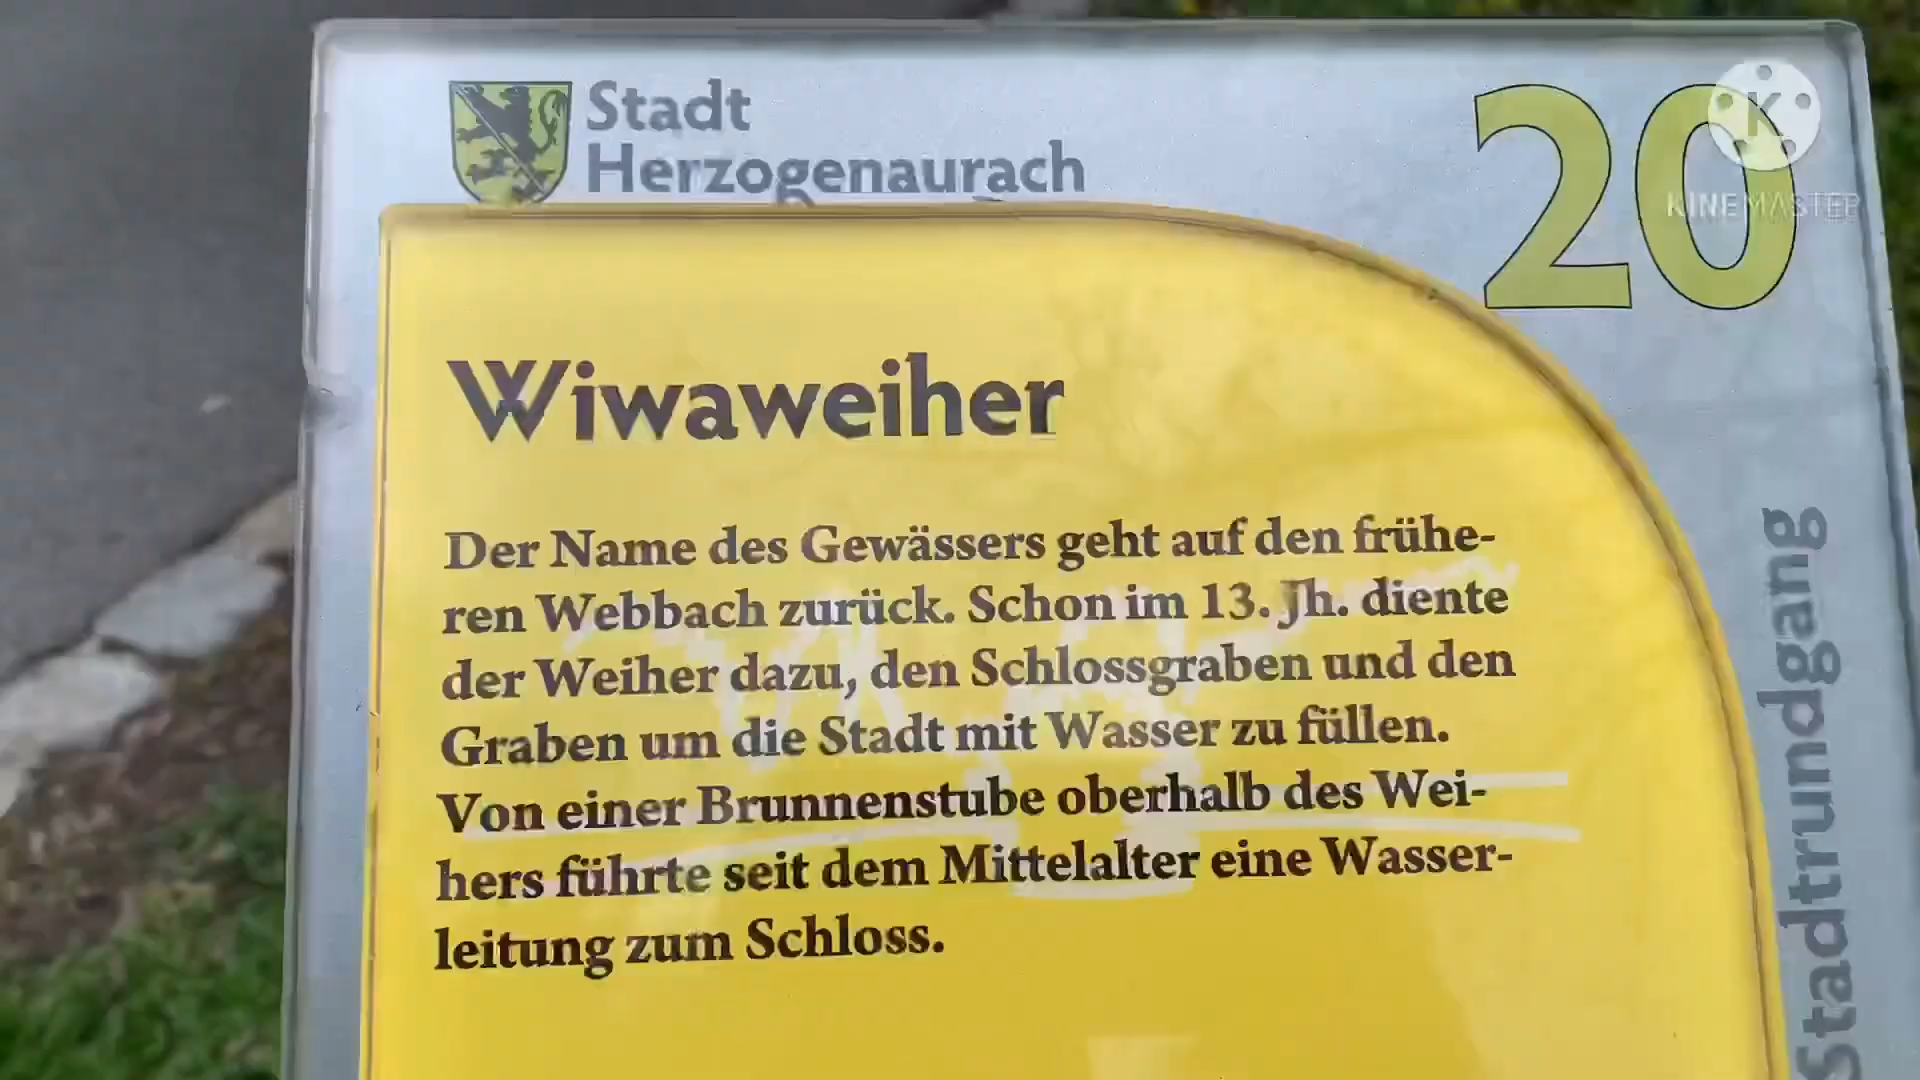 Stadt
Herzogenaurach
20
K
KINEMASTER
Wiwaweiher
Der Name des Gewässers geht auf den frühe-
ren Webbach zurück. Schon im 13. Jh. diente
der Weiher dazu, den Schlossgraben und den
Graben um die Stadt mit Wasser zu füllen.
Von einer Brunnenstube oberhalb des Wei-
hers führte seit dem Mittelalter eine Wasser-
leitung zum Schloss.
Stadtrundgang